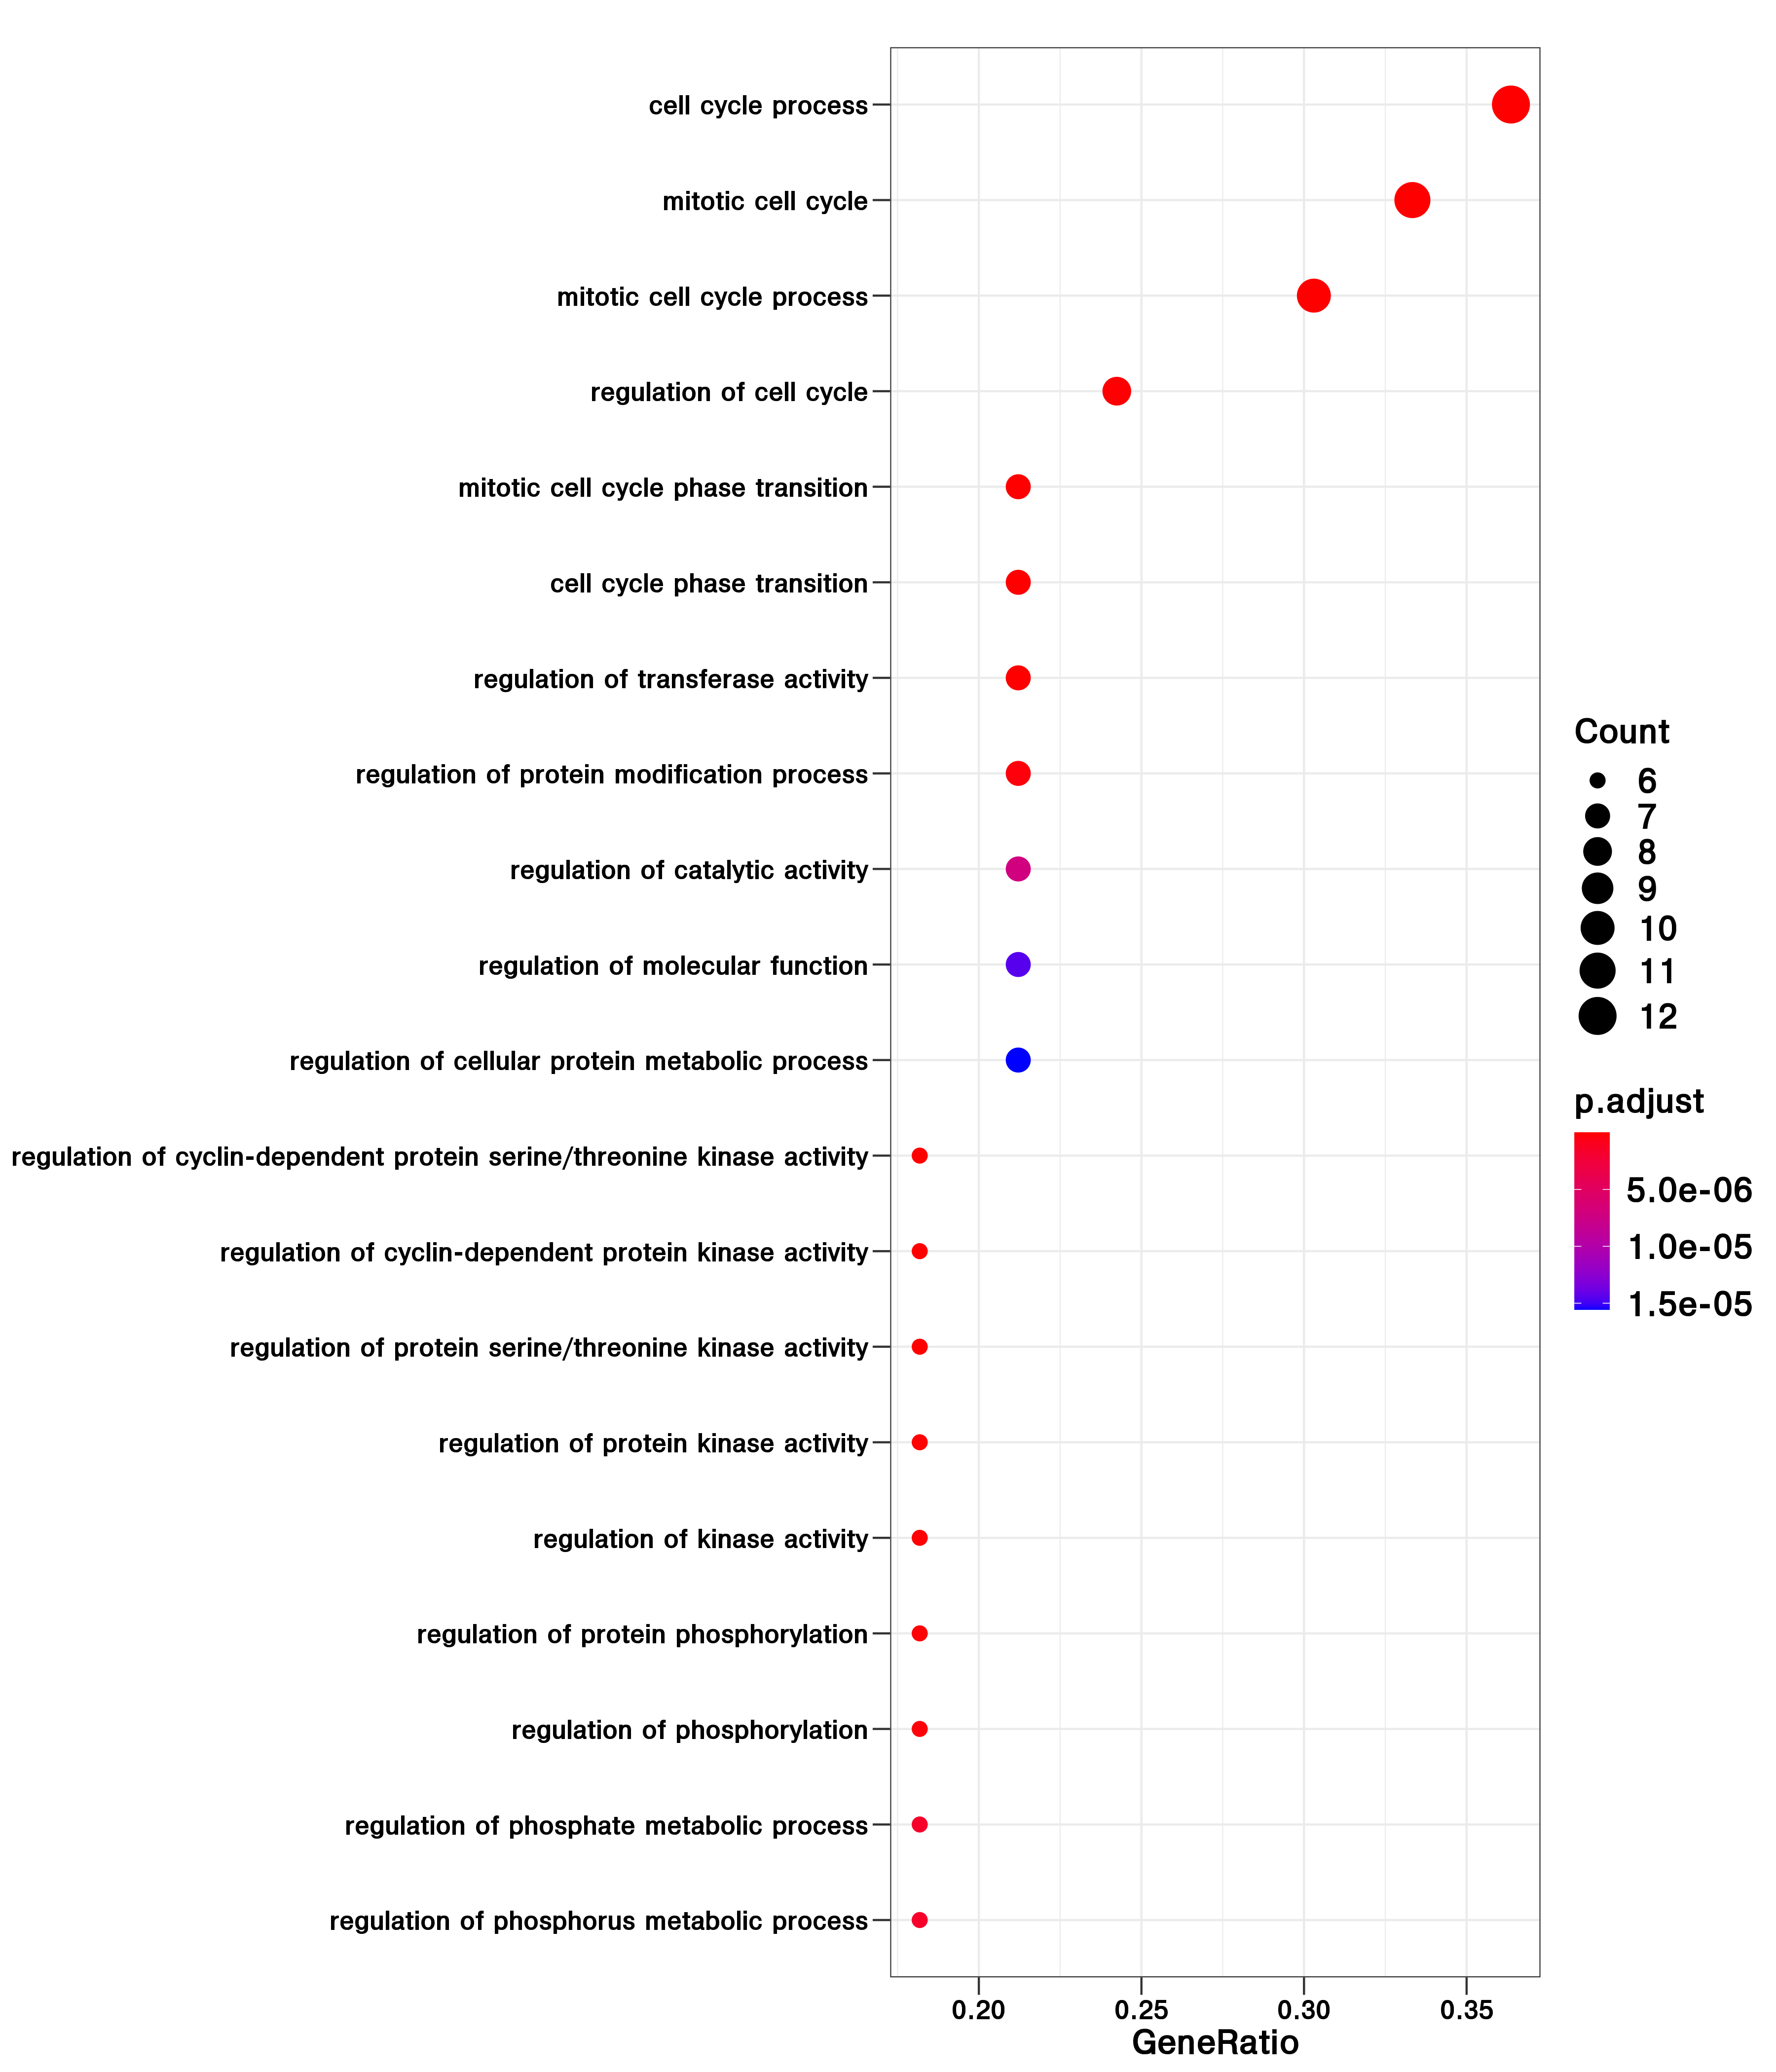 cell cycle process
mitotic cell cycle
mitotic cell cycle process
regulation of cell cycle
mitotic cell cycle phase transition
cell cycle phase transition
regulation of transferase activity
regulation of protein modification process
regulation of catalytic activity
regulation of molecular function
regulation of cellular protein metabolic process
regulation of cyclin-dependent protein serine/threonine kinase activity
regulation of cyclin-dependent protein kinase activity
regulation of protein serine/threonine kinase activity
regulation of protein kinase activity
regulation of kinase activity
regulation of protein phosphorylation
regulation of phosphorylation
regulation of phosphate metabolic process
regulation of phosphorus metabolic process
0.20 0.25 0.30 0.35
GeneRatio
Count
6
7
8
9
10
11
12
p.adjust
5.0e-06
1.0e-05
1.5e-05